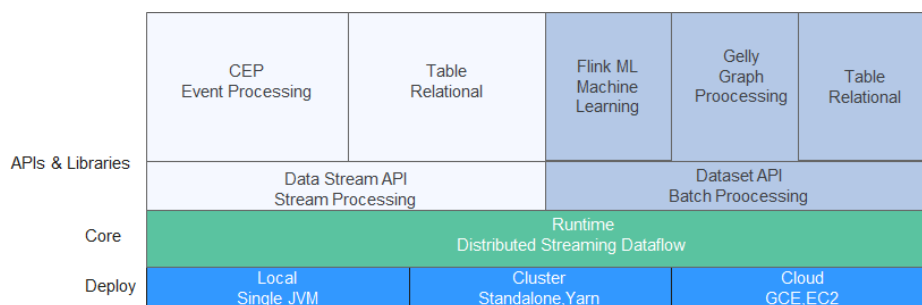 CEP
Event Processing
Table
Relational
Flink ML
Machine
Learning
Gelly
Graph
Proocessing
Table
Relational
APIs & Libraries
Data Stream API
Stream Processing
Dataset API
Batch Proocessing
Core
Runtime
Distributed Streaming Dataflow
Deploy
Local
Single JVM
Cluster
Standalone,Yarn
Cloud
GCE,EC2